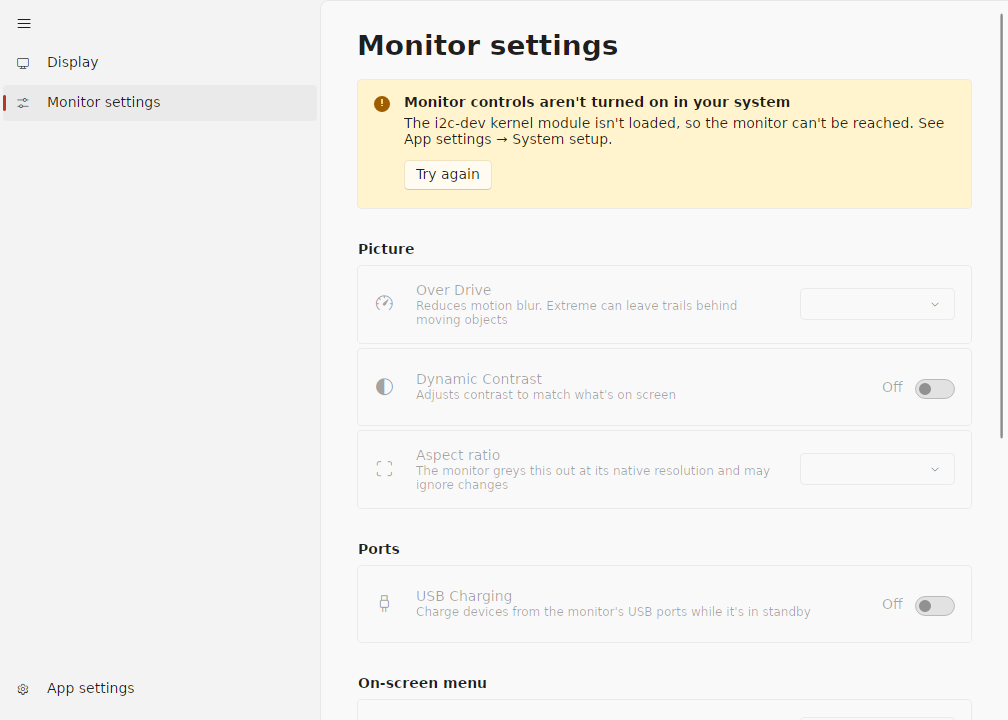 Display
Monitor settings
App settings
Monitor settings
Monitor controls aren't turned on in your system
The i2c-dev kernel module isn't loaded, so the monitor can't be reached. See
App settings → System setup.
Try again
Picture
Over Drive
Reduces motion blur. Extreme can leave trails behind
moving objects
Dynamic Contrast
Adjusts contrast to match what's on screen
Off
Aspect ratio
The monitor greys this out at its native resolution and may
ignore changes
Ports
USB Charging
Charge devices from the monitor's USB ports while it's in standby
Off
On-screen menu